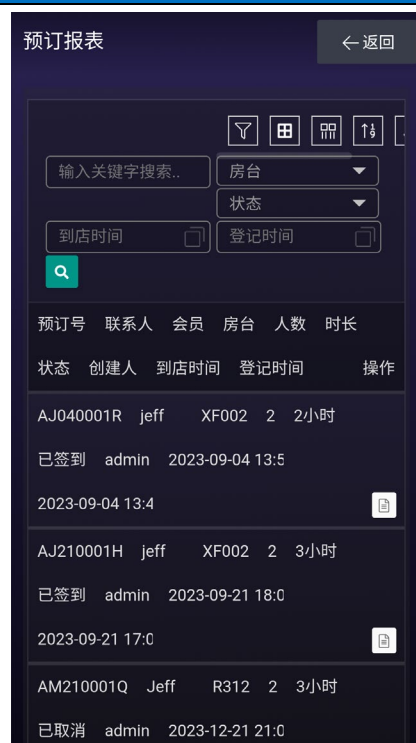 预订报表
返回
输入关键字搜索..
房台
状态
到店时间
登记时间
预订号 联系人 会员 房台 人数 时长
状态 创建人 到店时间 登记时间 操作
AJ040001R jeff XF002 2 2小时
已签到 admin 2023-09-04 13:5
2023-09-04 13:4
AJ210001H jeff XF002 2 3小时
已签到 admin 2023-09-21 18:0
2023-09-21 17:0
AM210001Q Jeff R312 2 3小时
已取消 admin 2023-12-21 21:0